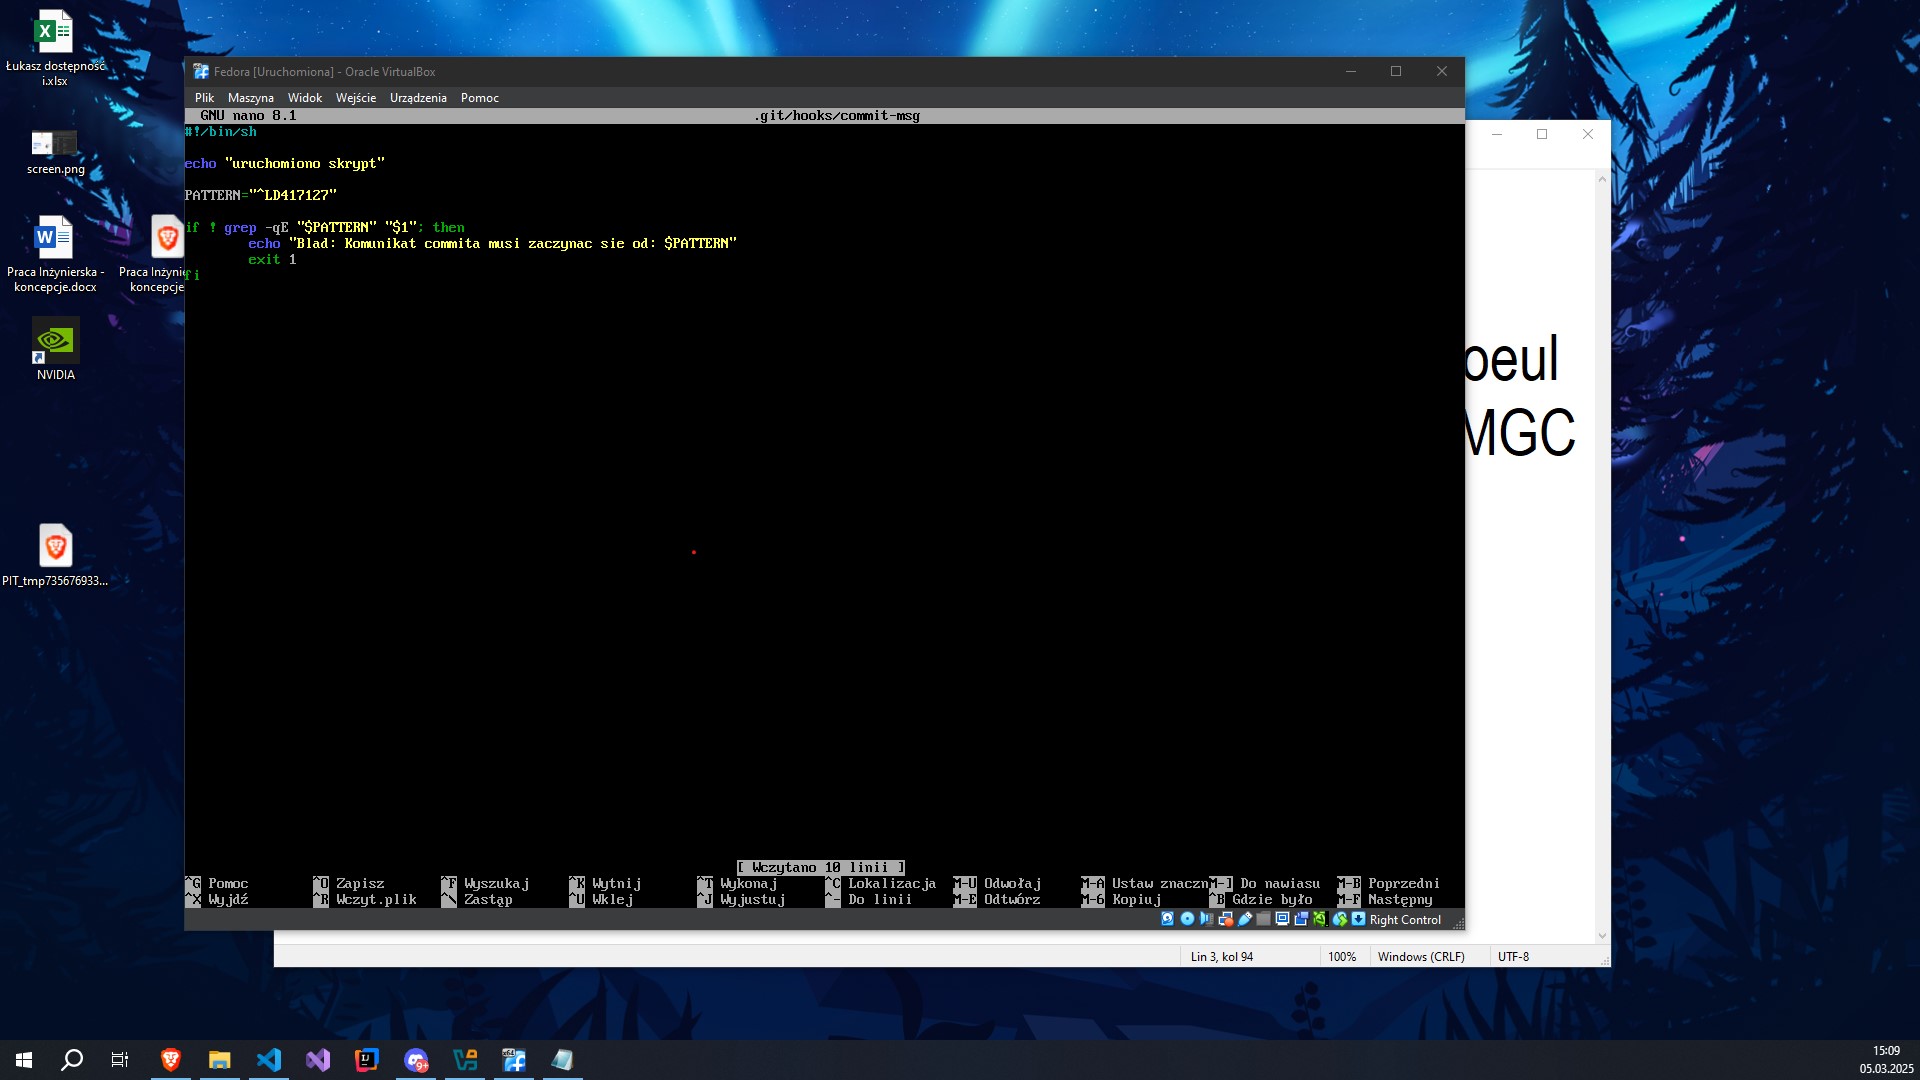 Łukasz dostępnośc
i.xlsx
screen.png
Praca Inżynierska -
koncepcje.docx
Praca Inżynie
koncepcje
NVIDIA
PIT_tmp735676933...
Fedora [Uruchomiona] - Oracle VirtualBox
Plik Maszyna Widok Wejście Urządzenia Pomoc
GNU nano 8.1 .git/hooks/commit-msg
#!/bin/sh
echo "uruchomiono skrypt"
PATTERN="^LD417127"
if ! grep -qE "$PATTERN" "$1"; then
echo "Blad: Komunikat commita musi zaczynac sie od: $PATTERN"
exit 1
fi
[ Wczytano 10 linii ]
^G Pomoc ^O Zapisz ^F Wyszukaj ^K Wytnij ^T Wykonaj ^C Lokalizacja M-U Odwołaj M-A Ustaw znaczn M-] Do nawiasu M-B Poprzedni
^X Wyjdź ^R Wczyt.plik ^\ Zastąp ^U Wklej ^J Wyjustuj ^- Do linii M-E Odtwórz M-6 Kopiuj ^B Gdzie było M-F Następny
Right Control
oeul
MGC
Lin 3, kol 94 100% Windows (CRLF) UTF-8
15:09
05.03.2025